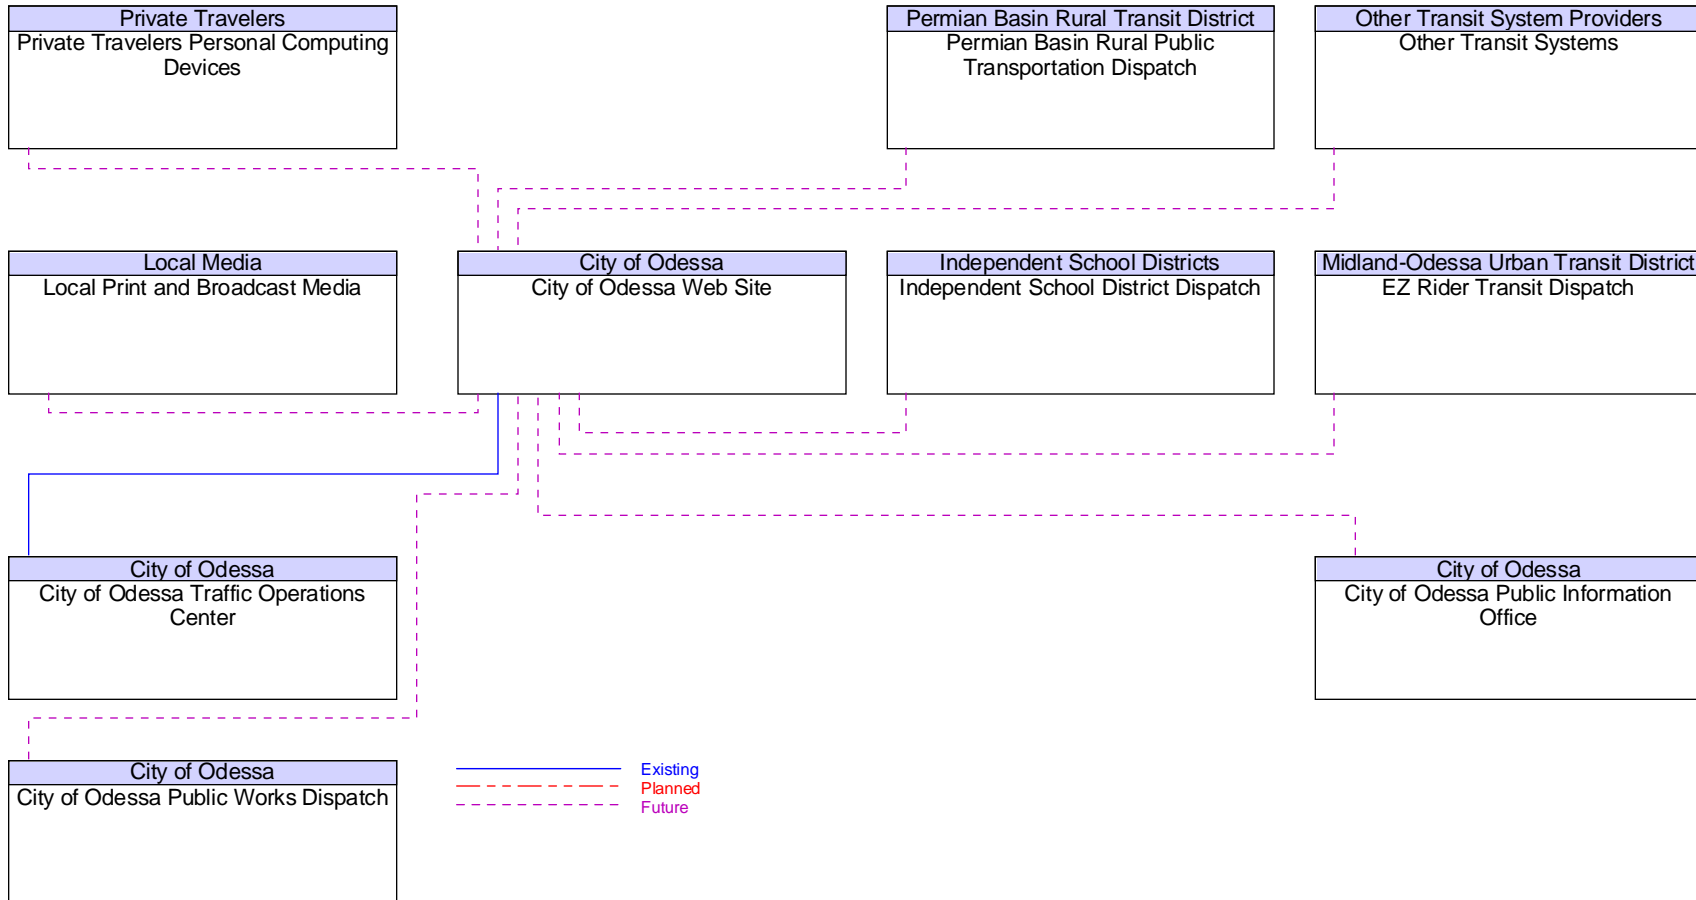 Private Travelers
Private Travelers Personal Computing
Devices
Permian Basin Rural Transit District
Permian Basin Rural Public
Transportation Dispatch
Other Transit System Providers
Other Transit Systems
Local Media
Local Print and Broadcast Media
City of Odessa
City of Odessa Web Site
Independent School Districts
Independent School District Dispatch
Midland-Odessa Urban Transit District
EZ Rider Transit Dispatch
City of Odessa
City of Odessa Traffic Operations
Center
City of Odessa
City of Odessa Public Information
Office
City of Odessa
City of Odessa Public Works Dispatch
Existing
Planned
Future